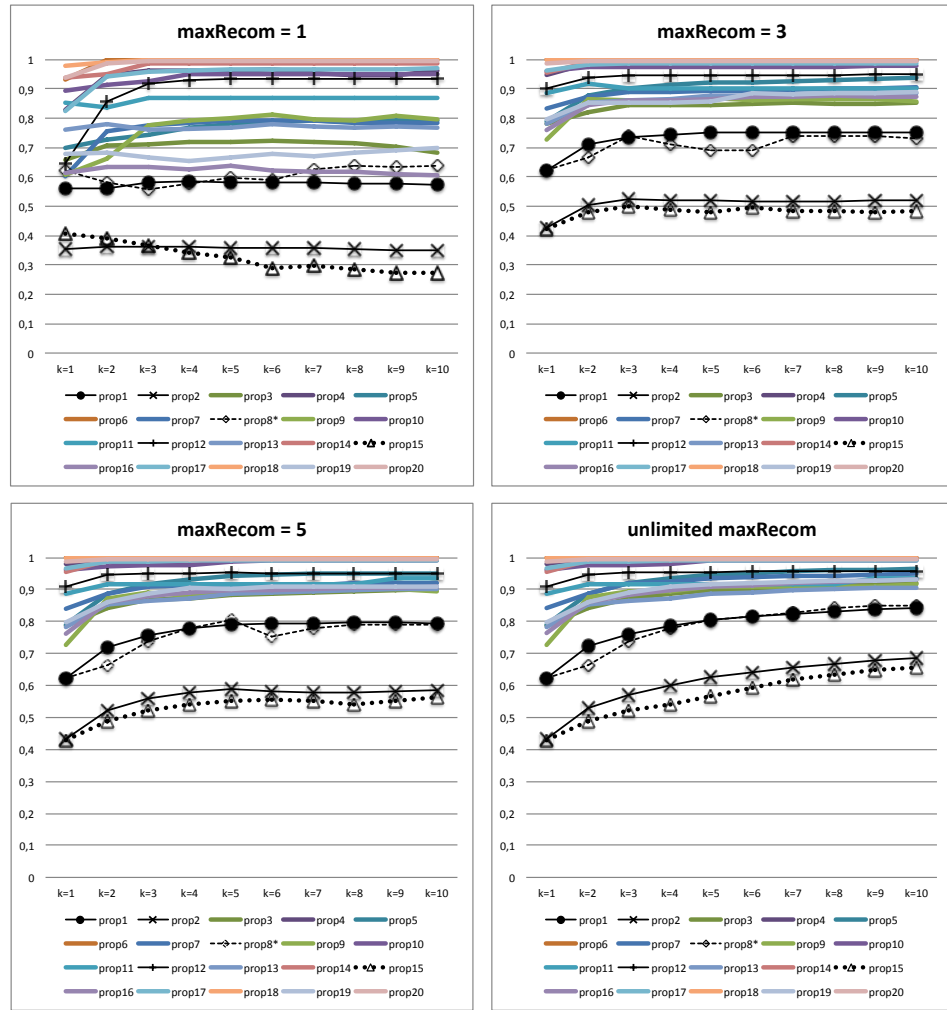 maxRecom = 1
1
0,9
0,8
0,7
0,6
0,5
0,4
0,3
0,2
0,1
0
k=1 k=2 k=3 k=4 k=5 k=6 k=7 k=8 k=9 k=10
prop1 prop2 prop3 prop4 prop5
prop6 prop7 prop8* prop9 prop10
prop11 prop12 prop13 prop14 prop15
prop16 prop17 prop18 prop19 prop20
maxRecom = 3
1
0,9
0,8
0,7
0,6
0,5
0,4
0,3
0,2
0,1
0
k=1 k=2 k=3 k=4 k=5 k=6 k=7 k=8 k=9 k=10
prop1 prop2 prop3 prop4 prop5
prop6 prop7 prop8* prop9 prop10
prop11 prop12 prop13 prop14 prop15
prop16 prop17 prop18 prop19 prop20
maxRecom = 5
1
0,9
0,8
0,7
0,6
0,5
0,4
0,3
0,2
0,1
0
k=1 k=2 k=3 k=4 k=5 k=6 k=7 k=8 k=9 k=10
prop1 prop2 prop3 prop4 prop5
prop6 prop7 prop8* prop9 prop10
prop11 prop12 prop13 prop14 prop15
prop16 prop17 prop18 prop19 prop20
unlimited maxRecom
1
0,9
0,8
0,7
0,6
0,5
0,4
0,3
0,2
0,1
0
k=1 k=2 k=3 k=4 k=5 k=6 k=7 k=8 k=9 k=10
prop1 prop2 prop3 prop4 prop5
prop6 prop7 prop8* prop9 prop10
prop11 prop12 prop13 prop14 prop15
prop16 prop17 prop18 prop19 prop20